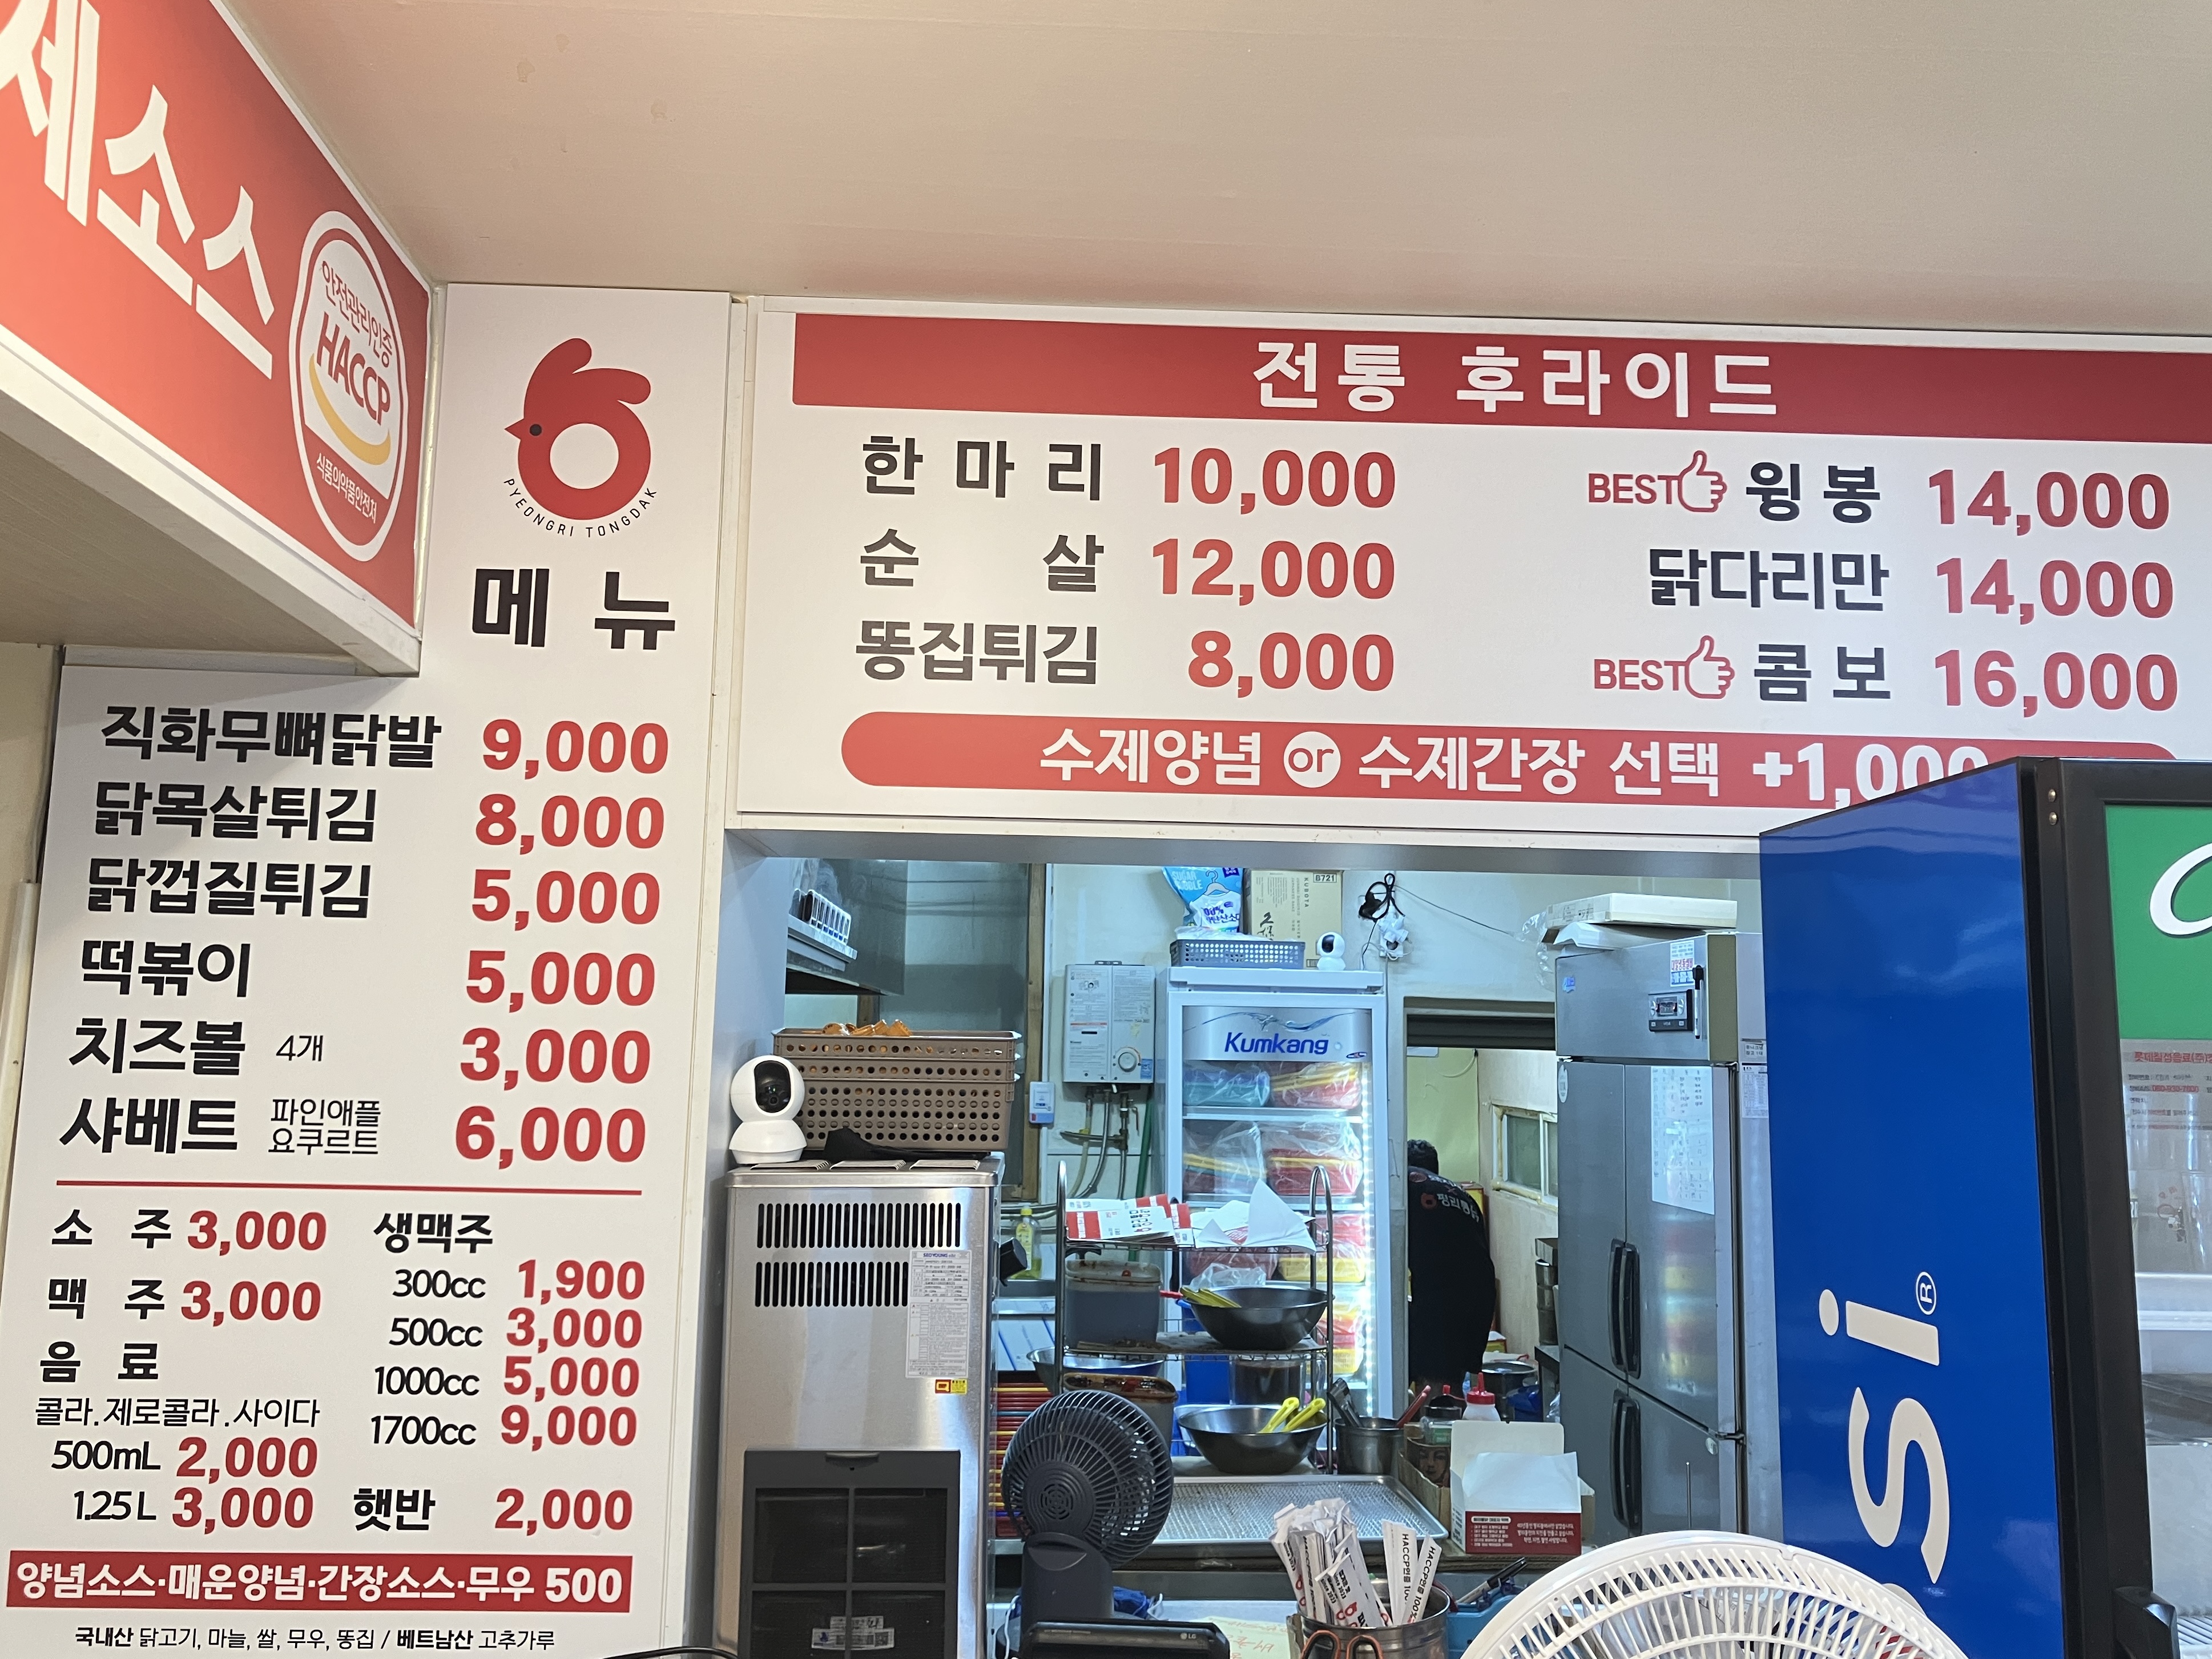 제소스
안전관리인증
HACCP
식품의약품안전처
PYEONGRI TONGDAK
메뉴
직화무뼈닭발 9,000
닭목살튀김 8,000
닭껍질튀김 5,000
떡볶이 5,000
치즈볼 4개 3,000
샤베트 파인애플 요쿠르트 6,000
소주 3,000
맥주 3,000
음료
콜라.제로콜라.사이다
500mL 2,000
1.25L 3,000
생맥주
300cc 1,900
500cc 3,000
1000cc 5,000
1700cc 9,000
햇반 2,000
양념소스·매운양념·간장소스·무우 500
국내산 닭고기, 마늘, 쌀, 무우, 똥집 / 베트남산 고추가루
전통 후라이드
한마리 10,000
순살 12,000
똥집튀김 8,000
BEST 윙봉 14,000
닭다리만 14,000
BEST 콤보 16,000
수제양념 or 수제간장 선택 +1,000
B721
KUBOTA
Kumkang
SEOYOUNG
LG
si®